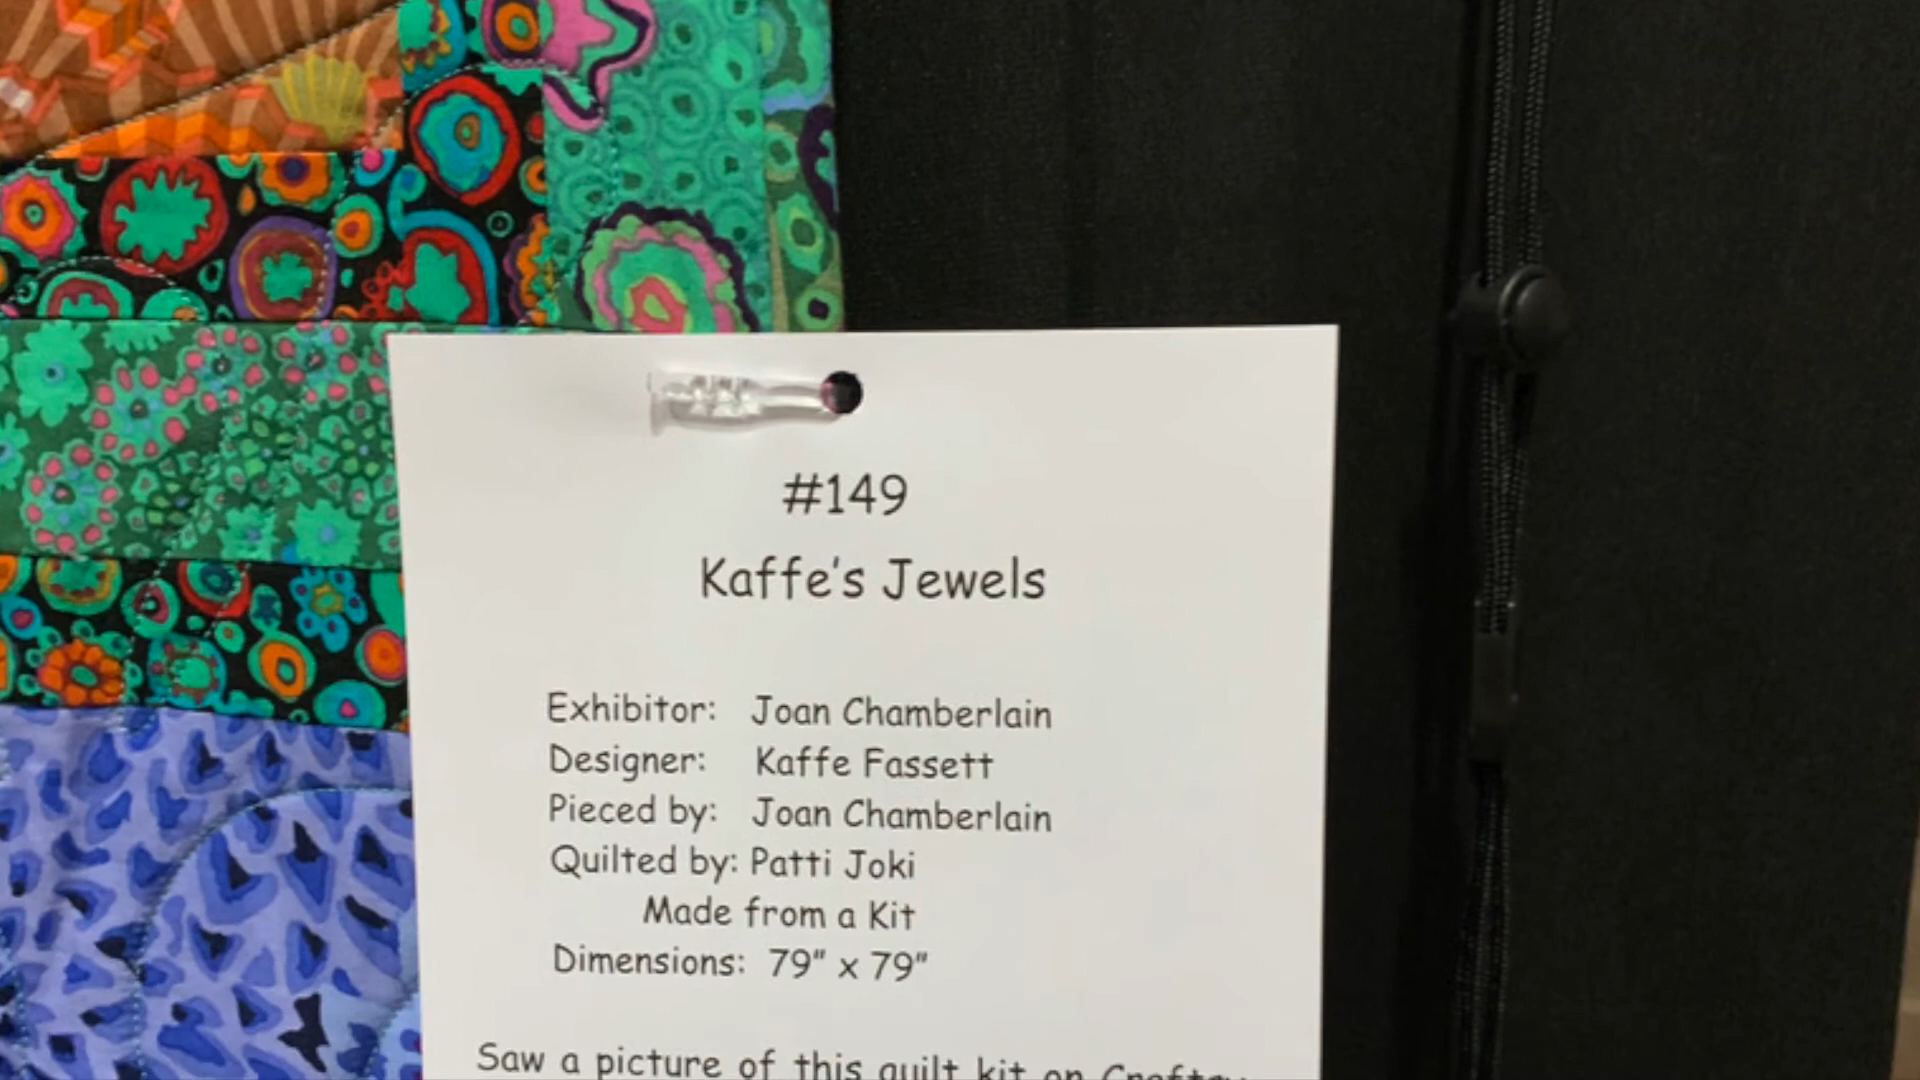 #149
Kaffe's Jewels
Exhibitor: Joan Chamberlain
Designer: Kaffe Fassett
Pieced by: Joan Chamberlain
Quilted by: Patti Joki
Made from a Kit
Dimensions: 79" x 79"
Saw a picture of this quilt kit on Craftsy